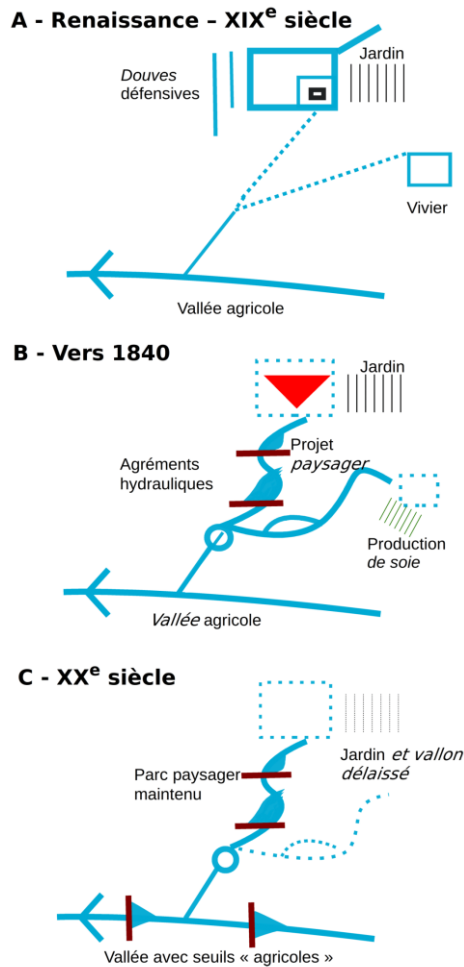 A - Renaissance – XIXe siècle
Jardin
Douves
défensives
Vivier
Vallée agricole
B - Vers 1840
Jardin
Projet
paysager
Agréments
hydrauliques
Production
de soie
Vallée agricole
C - XXe siècle
Jardin et vallon
délaissé
Parc paysager
maintenu
Vallée avec seuils « agricoles »